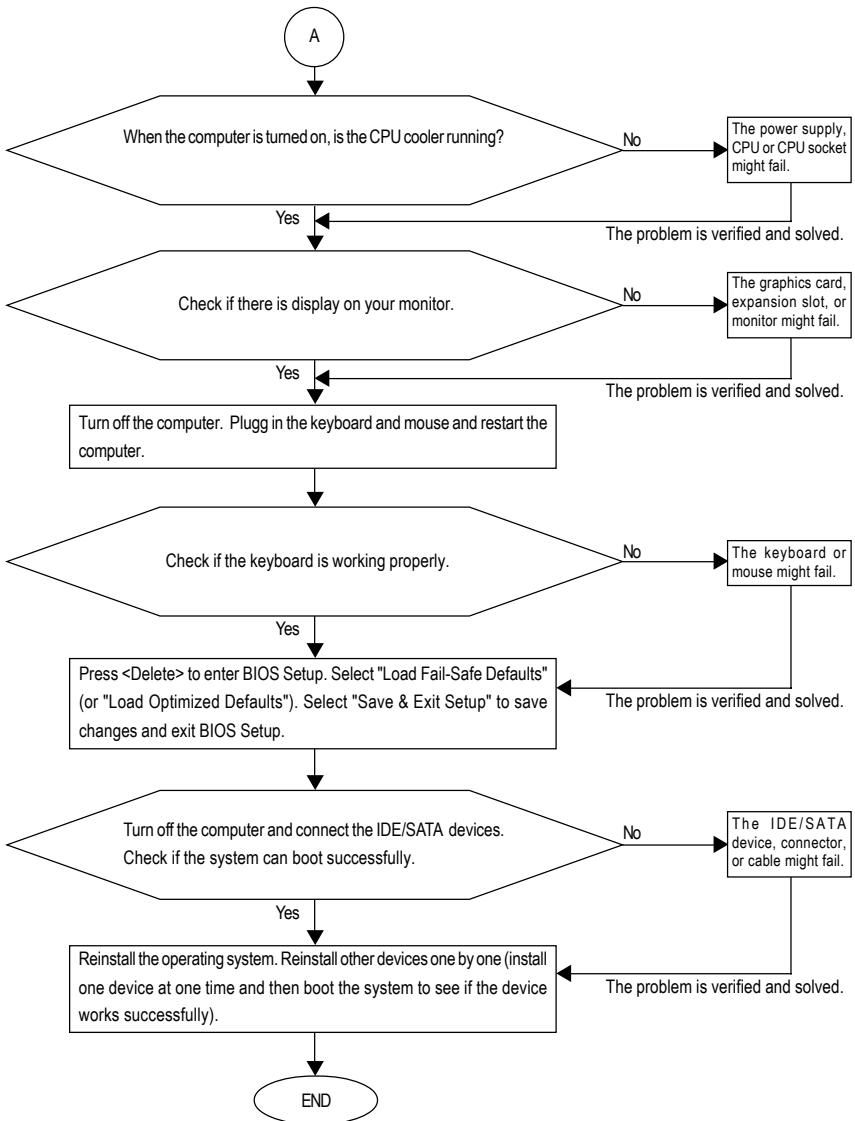 A
When the computer is turned on, is the CPU cooler running?
No
The power supply,
CPU or CPU socket
might fail.
Yes
The problem is verified and solved.
Check if there is display on your monitor.
No
The graphics card,
expansion slot, or
monitor might fail.
Yes
The problem is verified and solved.
Turn off the computer. Plugg in the keyboard and mouse and restart the
computer.
Check if the keyboard is working properly.
No
The keyboard or
mouse might fail.
Yes
Press <Delete> to enter BIOS Setup. Select "Load Fail-Safe Defaults"
(or "Load Optimized Defaults"). Select "Save & Exit Setup" to save
changes and exit BIOS Setup.
The problem is verified and solved.
Turn off the computer and connect the IDE/SATA devices.
Check if the system can boot successfully.
No
The IDE/SATA
device, connector,
or cable might fail.
Yes
Reinstall the operating system. Reinstall other devices one by one (install
one device at one time and then boot the system to see if the device
works successfully).
The problem is verified and solved.
END